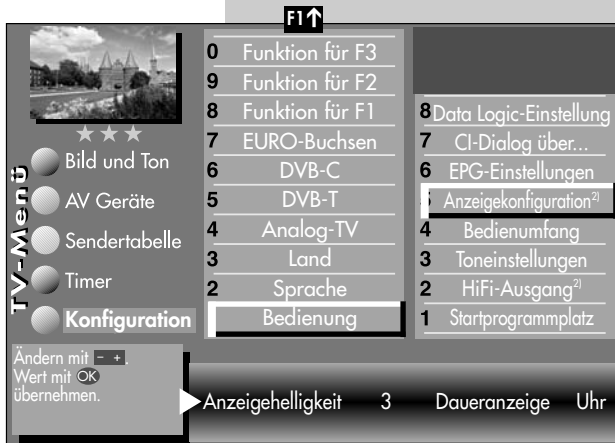 F1↑
TV-Menü
Bild und Ton
AV Geräte
Sendertabelle
Timer
Konfiguration
0 Funktion für F3
9 Funktion für F2
8 Funktion für F1
7 EURO-Buchsen
6 DVB-C
5 DVB-T
4 Analog-TV
3 Land
2 Sprache
Bedienung
8 Data Logic-Einstellung
7 CI-Dialog über...
6 EPG-Einstellungen
5 Anzeigekonfiguration2)
4 Bedienumfang
3 Toneinstellungen
2 HiFi-Ausgang2)
1 Startprogrammplatz
Ändern mit - + .
Wert mit OK
übernehmen.
Anzeigehelligkeit 3 Daueranzeige Uhr